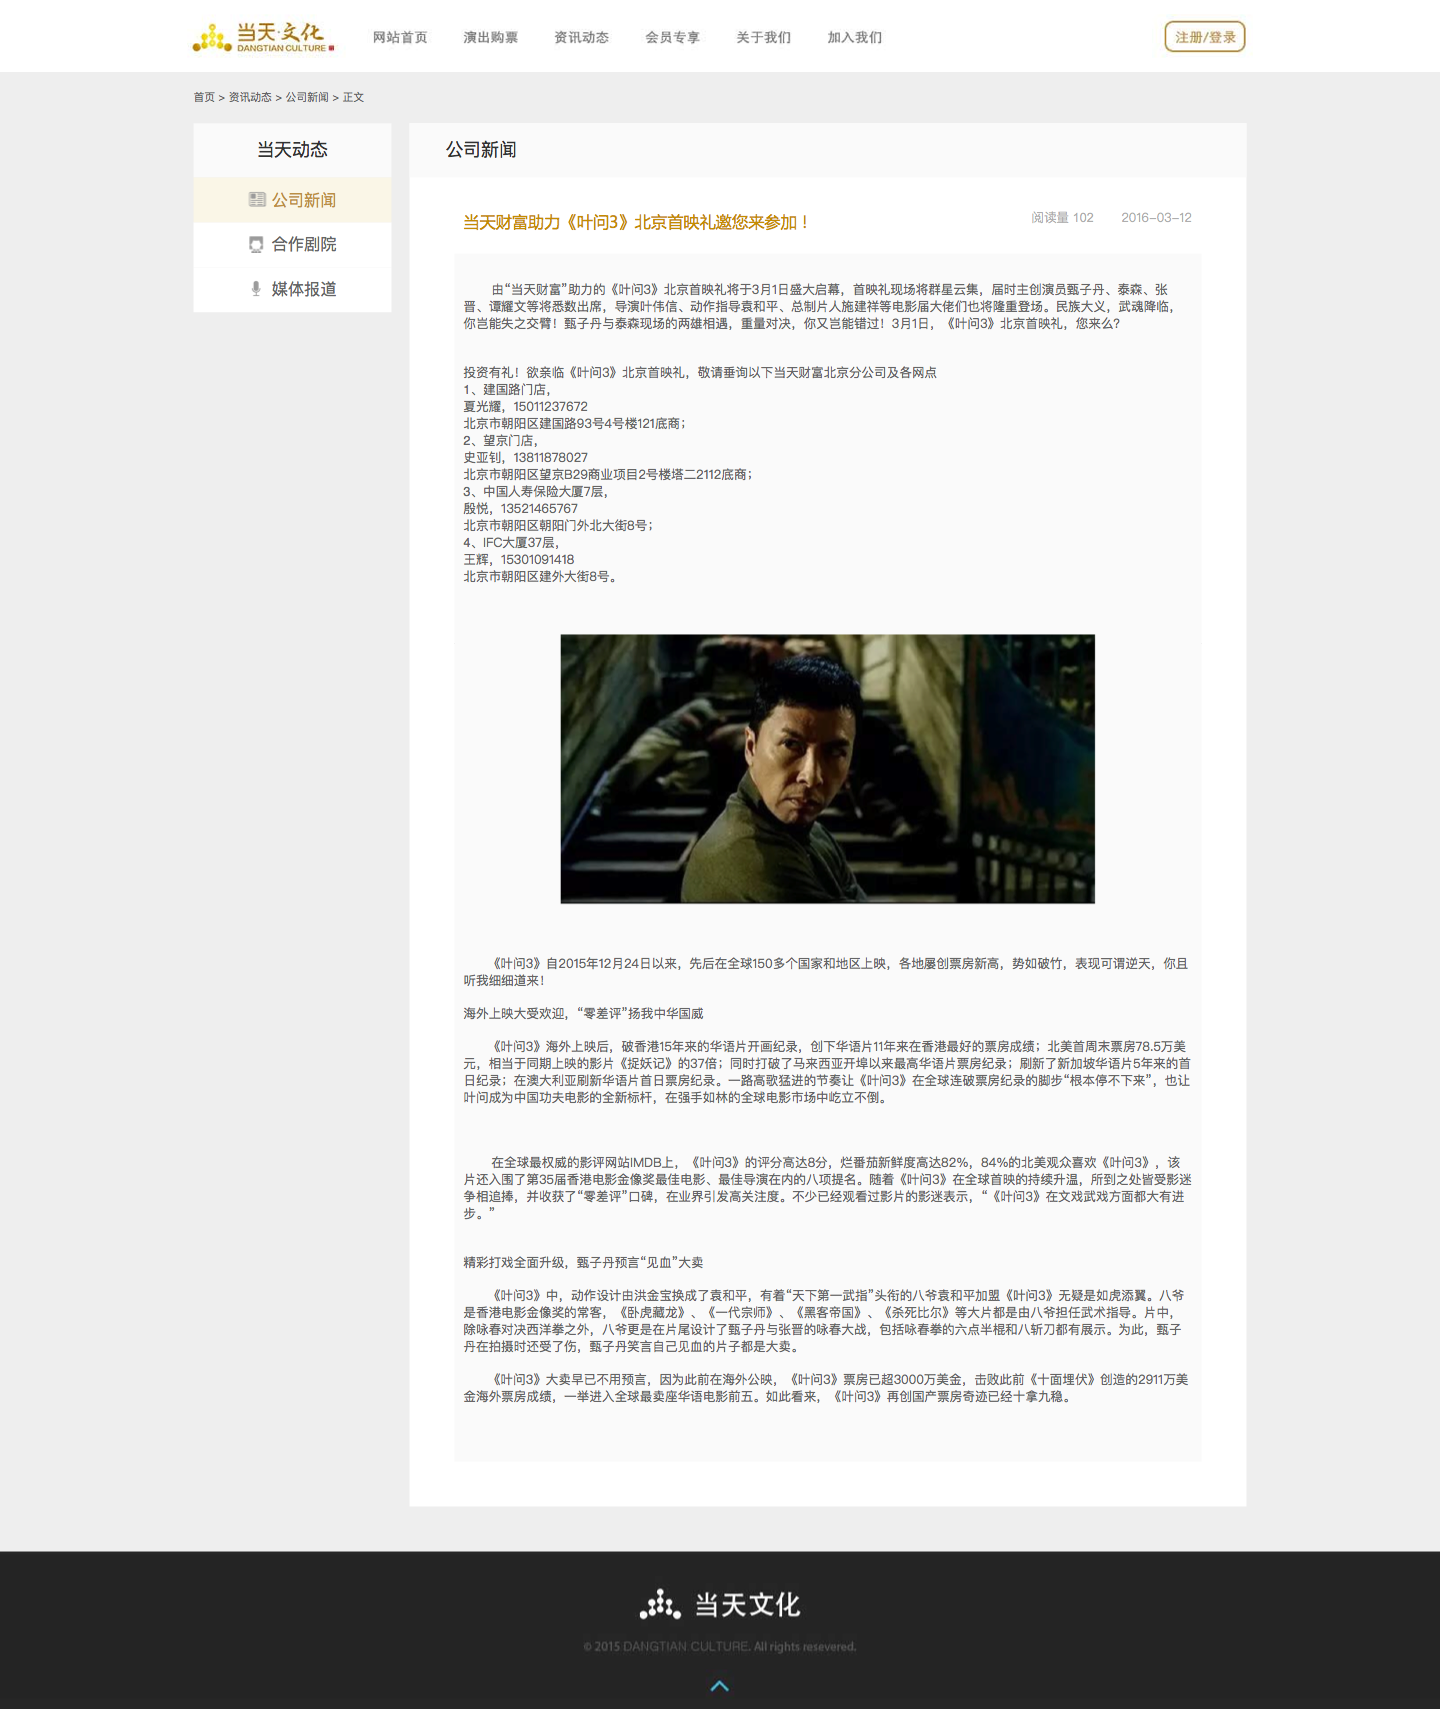 当天·文化
DANGTIAN CULTURE
网站首页 演出购票 资讯动态 会员专享 关于我们 加入我们
注册/登录
首页 > 资讯动态 > 公司新闻 > 正文
当天动态
公司新闻
合作剧院
媒体报道
公司新闻
当天财富助力《叶问3》北京首映礼邀您来参加！
阅读量 102 2016-03-12
由“当天财富”助力的《叶问3》北京首映礼将于3月1日盛大启幕，首映礼现场将群星云集，届时主创演员甄子丹、泰森、张
晋、谭耀文等将悉数出席，导演叶伟信、动作指导袁和平、总制片人施建祥等电影届大佬们也将隆重登场。民族大义，武魂降临，
你岂能失之交臂！甄子丹与泰森现场的两雄相遇，重量对决，你又岂能错过！3月1日，《叶问3》北京首映礼，您来么？
投资有礼！欲亲临《叶问3》北京首映礼，敬请垂询以下当天财富北京分公司及各网点
1、建国路门店，
夏光耀，15011237672
北京市朝阳区建国路93号4号楼121底商；
2、望京门店，
史亚钊，13811878027
北京市朝阳区望京B29商业项目2号楼塔二2112底商；
3、中国人寿保险大厦7层，
殷悦，13521465767
北京市朝阳区朝阳门外北大街8号；
4、IFC大厦37层，
王辉，15301091418
北京市朝阳区建外大街8号。
《叶问3》自2015年12月24日以来，先后在全球150多个国家和地区上映，各地屡创票房新高，势如破竹，表现可谓逆天，你且
听我细细道来！
海外上映大受欢迎，“零差评”扬我中华国威
《叶问3》海外上映后，破香港15年来的华语片开画纪录，创下华语片11年来在香港最好的票房成绩；北美首周末票房78.5万美
元，相当于同期上映的影片《捉妖记》的37倍；同时打破了马来西亚开埠以来最高华语片票房纪录；刷新了新加坡华语片5年来的首
日纪录；在澳大利亚刷新华语片首日票房纪录。一路高歌猛进的节奏让《叶问3》在全球连破票房纪录的脚步“根本停不下来”，也让
叶问成为中国功夫电影的全新标杆，在强手如林的全球电影市场中屹立不倒。
在全球最权威的影评网站IMDB上，《叶问3》的评分高达8分，烂番茄新鲜度高达82%，84%的北美观众喜欢《叶问3》，该
片还入围了第35届香港电影金像奖最佳电影、最佳导演在内的八项提名。随着《叶问3》在全球首映的持续升温，所到之处皆受影迷
争相追捧，并收获了“零差评”口碑，在业界引发高关注度。不少已经观看过影片的影迷表示，“《叶问3》在文戏武戏方面都大有进
步。”
精彩打戏全面升级，甄子丹预言“见血”大卖
《叶问3》中，动作设计由洪金宝换成了袁和平，有着“天下第一武指”头衔的八爷袁和平加盟《叶问3》无疑是如虎添翼。八爷
是香港电影金像奖的常客，《卧虎藏龙》、《一代宗师》、《黑客帝国》、《杀死比尔》等大片都是由八爷担任武术指导。片中，
除咏春对决西洋拳之外，八爷更是在片尾设计了甄子丹与张晋的咏春大战，包括咏春拳的六点半棍和八斩刀都有展示。为此，甄子
丹在拍摄时还受了伤，甄子丹笑言自己见血的片子都是大卖。
《叶问3》大卖早已不用预言，因为此前在海外公映，《叶问3》票房已超3000万美金，击败此前《十面埋伏》创造的2911万美
金海外票房成绩，一举进入全球最卖座华语电影前五。如此看来，《叶问3》再创国产票房奇迹已经十拿九稳。
当天文化
© 2015 DANGTIAN CULTURE. All rights resevered.